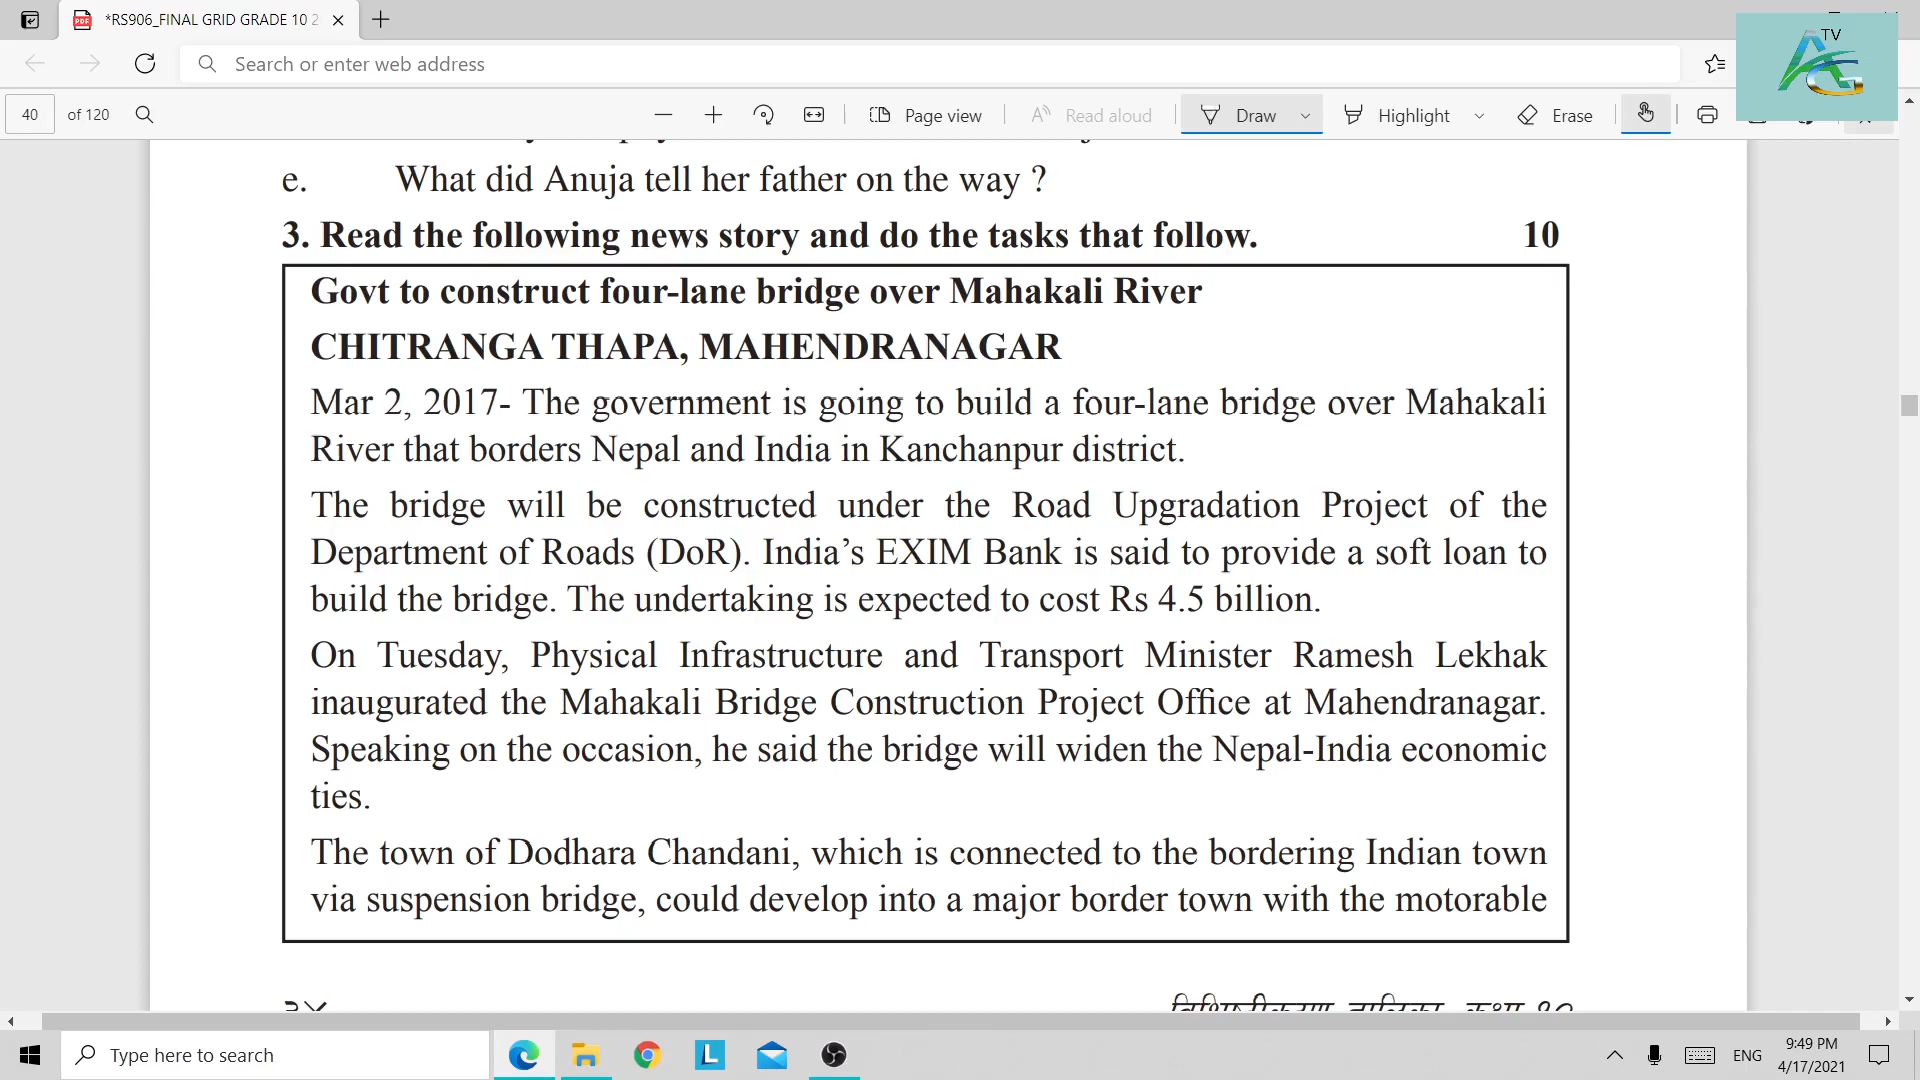 *RS906_FINAL GRID GRADE 10 2
Search or enter web address
TV
40 of 120
Page view
Read aloud
Draw
Highlight
Erase
e. What did Anuja tell her father on the way ?
3. Read the following news story and do the tasks that follow. 10
Govt to construct four-lane bridge over Mahakali River
CHITRANGA THAPA, MAHENDRANAGAR
Mar 2, 2017- The government is going to build a four-lane bridge over Mahakali
River that borders Nepal and India in Kanchanpur district.
The bridge will be constructed under the Road Upgradation Project of the
Department of Roads (DoR). India’s EXIM Bank is said to provide a soft loan to
build the bridge. The undertaking is expected to cost Rs 4.5 billion.
On Tuesday, Physical Infrastructure and Transport Minister Ramesh Lekhak
inaugurated the Mahakali Bridge Construction Project Office at Mahendranagar.
Speaking on the occasion, he said the bridge will widen the Nepal-India economic
ties.
The town of Dodhara Chandani, which is connected to the bordering Indian town
via suspension bridge, could develop into a major border town with the motorable
Type here to search
ENG
9:49 PM
4/17/2021